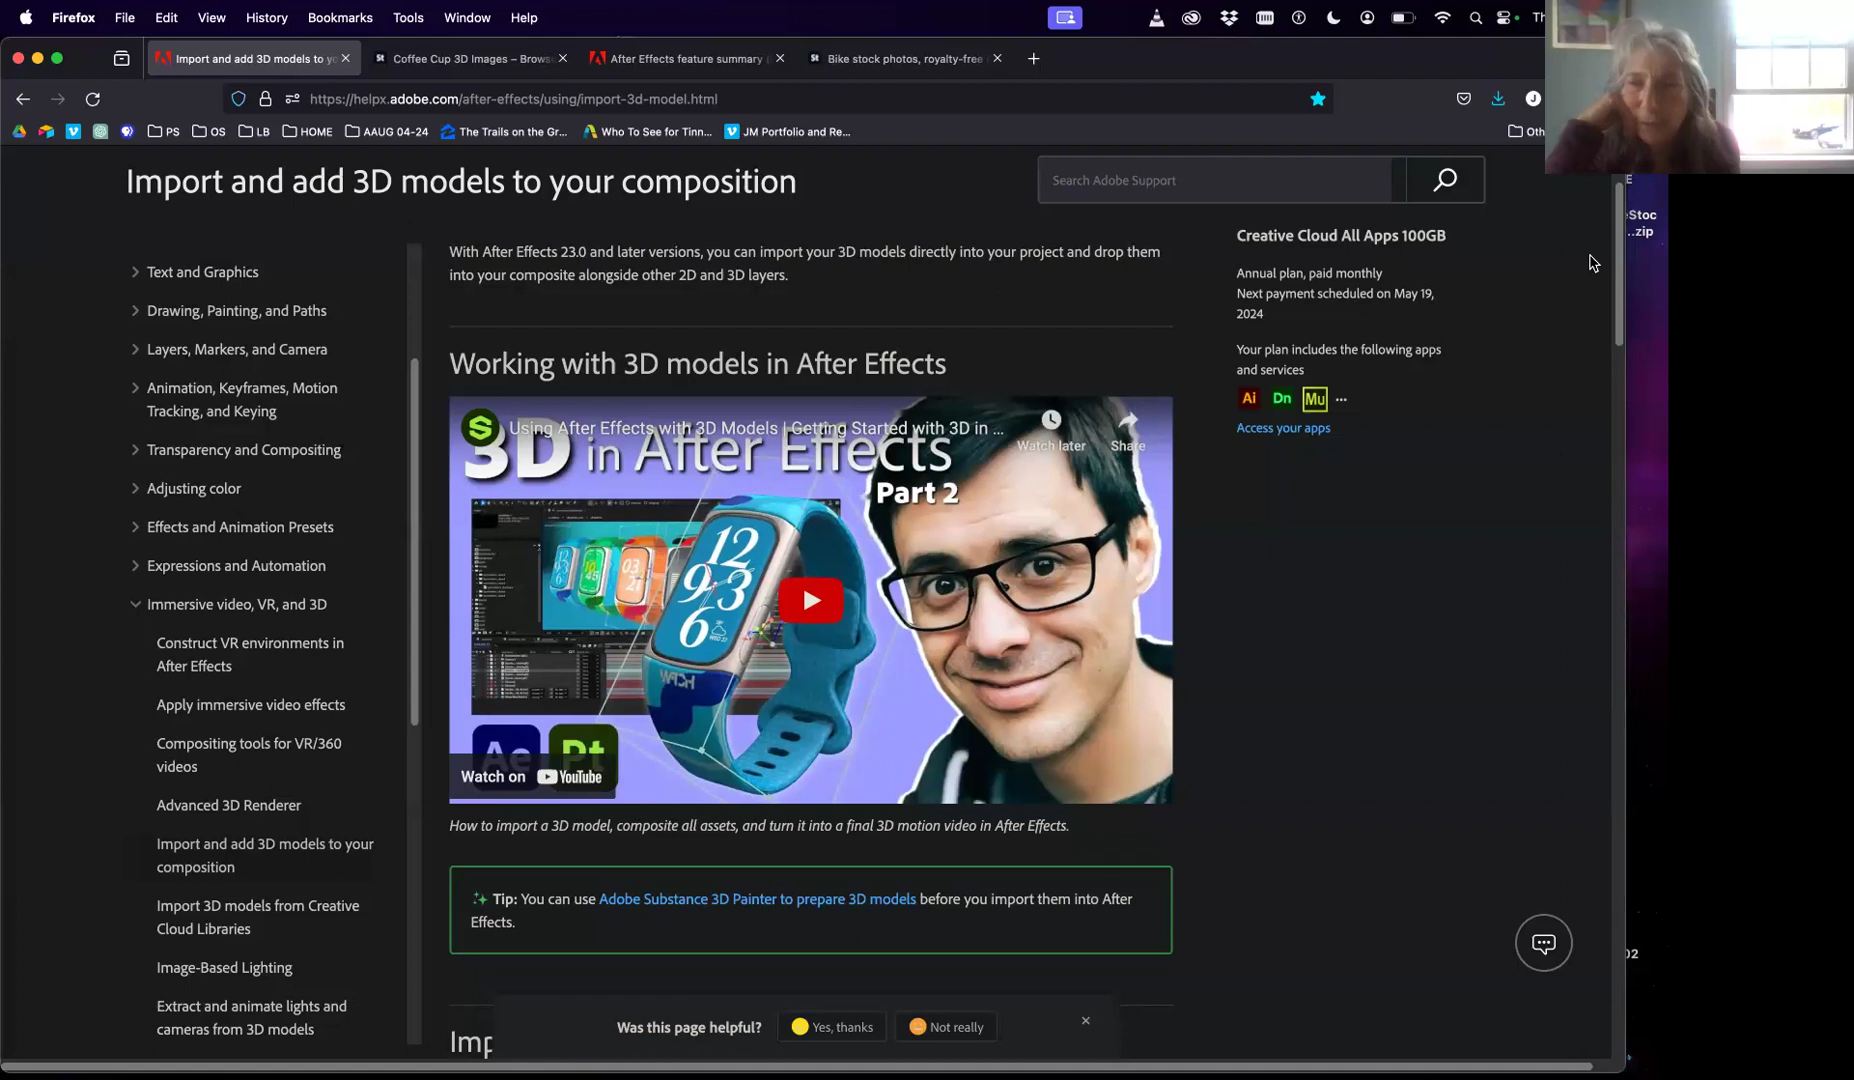 Firefox File Edit View History Bookmarks Tools Window Help Th
Import and add 3D models to yo
Coffee Cup 3D Images – Brows
After Effects feature summary (
Bike stock photos, royalty-free
https://helpx.adobe.com/after-effects/using/import-3d-model.html
PS OS LB HOME AAUG 04-24 The Trails on the Gr... Who To See for Tinn... JM Portfolio and Re... Oth
Import and add 3D models to your composition
Search Adobe Support
Text and Graphics
Drawing, Painting, and Paths
Layers, Markers, and Camera
Animation, Keyframes, Motion
Tracking, and Keying
Transparency and Compositing
Adjusting color
Effects and Animation Presets
Expressions and Automation
Immersive video, VR, and 3D
Construct VR environments in
After Effects
Apply immersive video effects
Compositing tools for VR/360
videos
Advanced 3D Renderer
Import and add 3D models to your
composition
Import 3D models from Creative
Cloud Libraries
Image-Based Lighting
Extract and animate lights and
cameras from 3D models
With After Effects 23.0 and later versions, you can import your 3D models directly into your project and drop them
into your composite alongside other 2D and 3D layers.
Working with 3D models in After Effects
Using After Effects with 3D Models | Getting Started with 3D in ...
Watch later
Share
3D in After Effects
Part 2
12
93
6
Ae Pt
Watch on YouTube
How to import a 3D model, composite all assets, and turn it into a final 3D motion video in After Effects.
Tip: You can use Adobe Substance 3D Painter to prepare 3D models before you import them into After
Effects.
Imp
Was this page helpful? Yes, thanks Not really
Creative Cloud All Apps 100GB
Annual plan, paid monthly
Next payment scheduled on May 19,
2024
Your plan includes the following apps
and services
Ai Dn Mu ...
Access your apps
E
eStoc
...zip
02